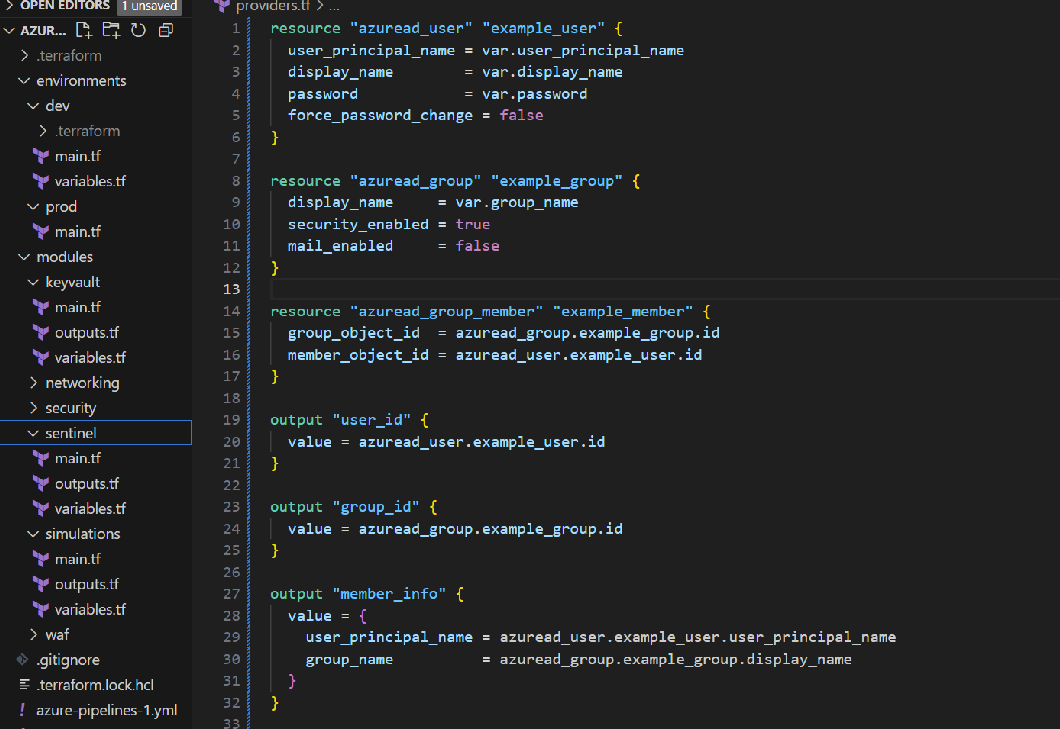 OPEN EDITORS 1 unsaved
AZUR...
.terraform
environments
dev
.terraform
main.tf
variables.tf
prod
main.tf
modules
keyvault
main.tf
outputs.tf
variables.tf
networking
security
sentinel
main.tf
outputs.tf
variables.tf
simulations
main.tf
outputs.tf
variables.tf
waf
.gitignore
.terraform.lock.hcl
! azure-pipelines-1.yml
providers.tf > ...
1 resource "azuread_user" "example_user" {
2 user_principal_name = var.user_principal_name
3 display_name = var.display_name
4 password = var.password
5 force_password_change = false
6 }
7
8 resource "azuread_group" "example_group" {
9 display_name = var.group_name
10 security_enabled = true
11 mail_enabled = false
12 }
13
14 resource "azuread_group_member" "example_member" {
15 group_object_id = azuread_group.example_group.id
16 member_object_id = azuread_user.example_user.id
17 }
18
19 output "user_id" {
20 value = azuread_user.example_user.id
21 }
22
23 output "group_id" {
24 value = azuread_group.example_group.id
25 }
26
27 output "member_info" {
28 value = {
29 user_principal_name = azuread_user.example_user.user_principal_name
30 group_name = azuread_group.example_group.display_name
31 }
32 }
33